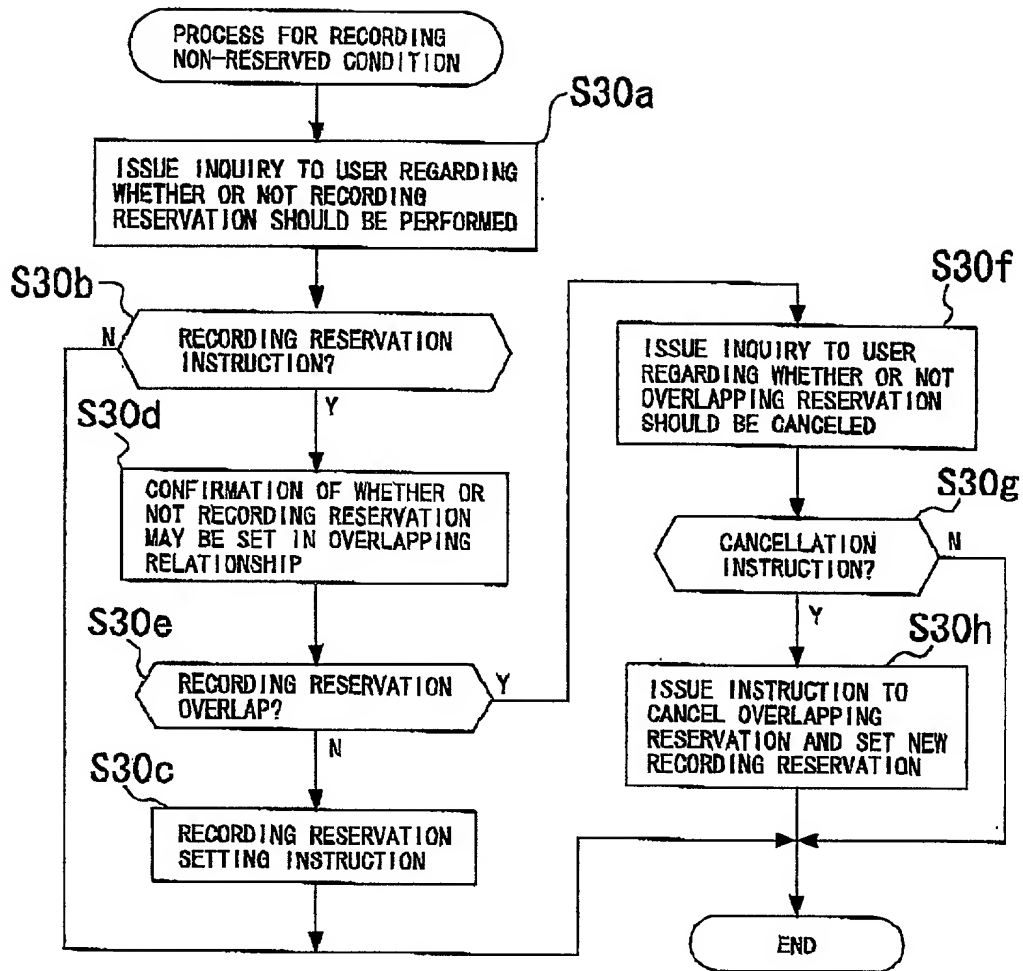 PROCESS FOR RECORDING
NON-RESERVED CONDITION
S30a
ISSUE INQUIRY TO USER REGARDING
WHETHER OR NOT RECORDING
RESERVATION SHOULD BE PERFORMED
S30b
N
RECORDING RESERVATION
INSTRUCTION?
Y
S30d
CONFIRMATION OF WHETHER OR
NOT RECORDING RESERVATION
MAY BE SET IN OVERLAPPING
RELATIONSHIP
S30e
RECORDING RESERVATION
OVERLAP?
Y
N
S30c
RECORDING RESERVATION
SETTING INSTRUCTION
S30f
ISSUE INQUIRY TO USER
REGARDING WHETHER OR NOT
OVERLAPPING RESERVATION
SHOULD BE CANCELED
S30g
CANCELLATION
INSTRUCTION?
N
Y
S30h
ISSUE INSTRUCTION TO
CANCEL OVERLAPPING
RESERVATION AND SET NEW
RECORDING RESERVATION
END